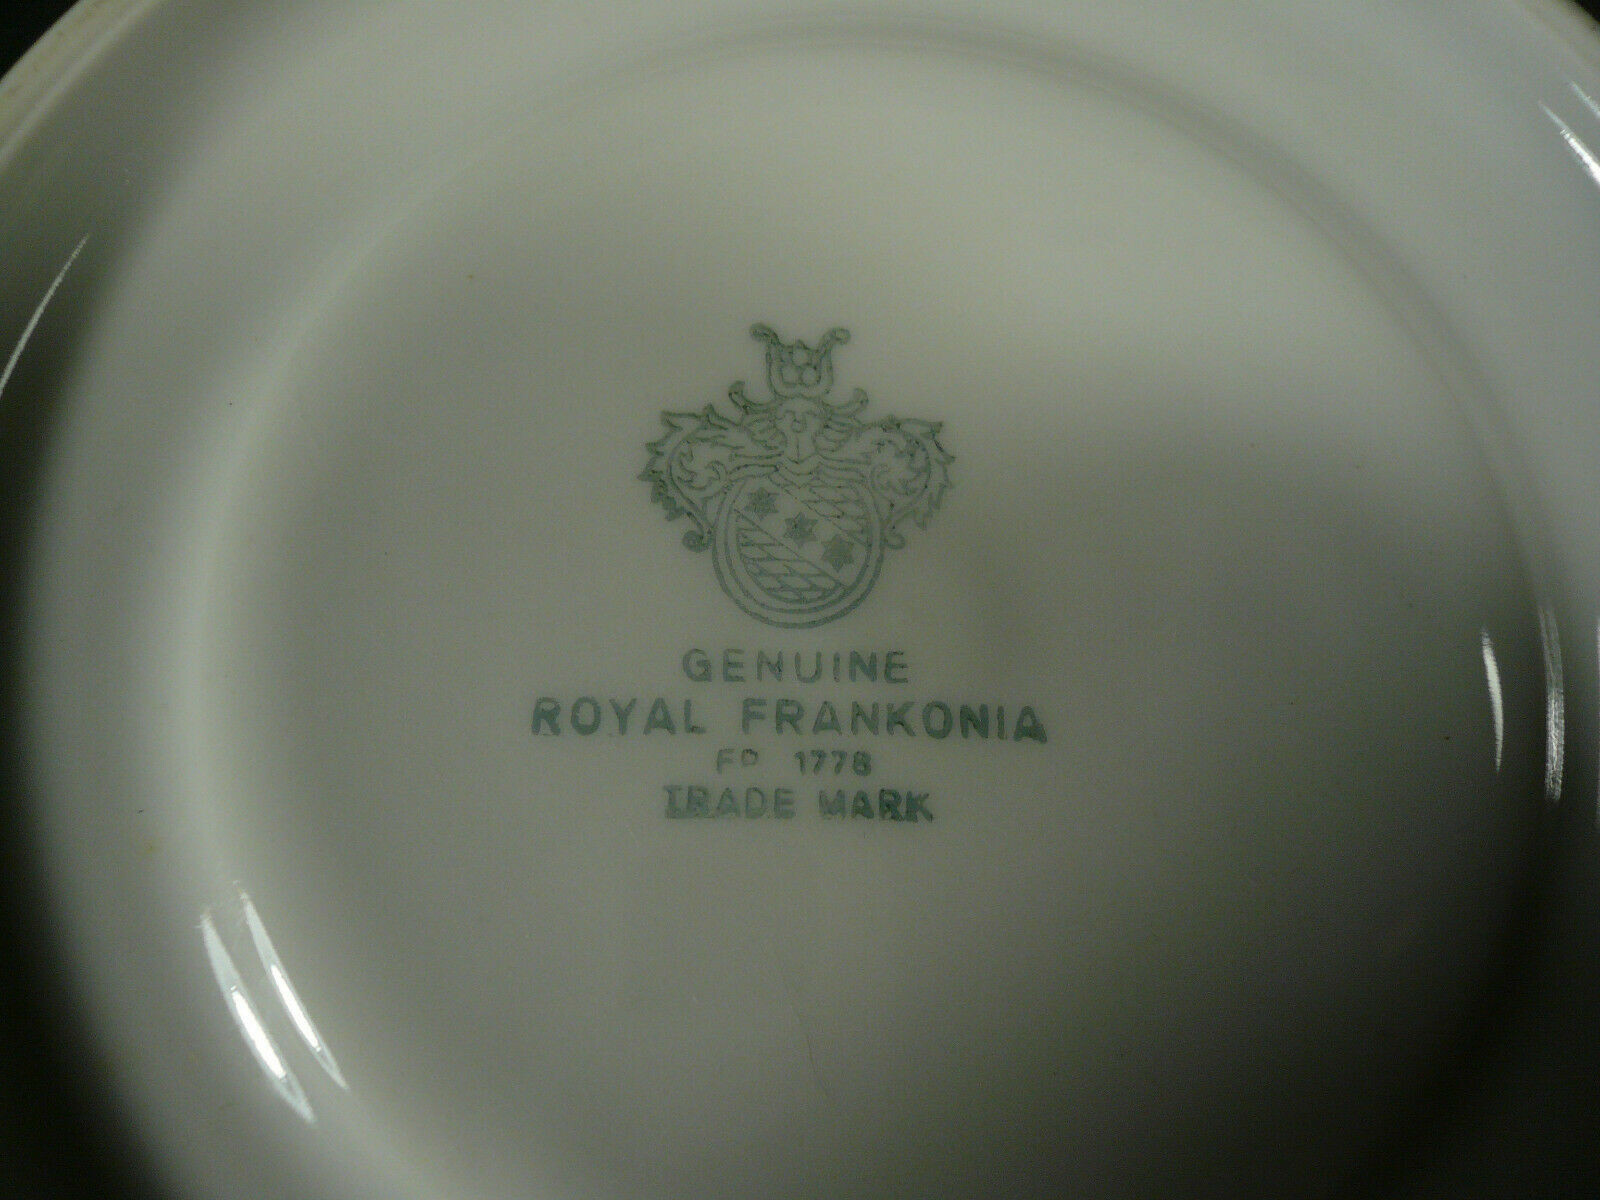 GENUINE
ROYAL FRANKONIA
FD 1778
TRADE MARK